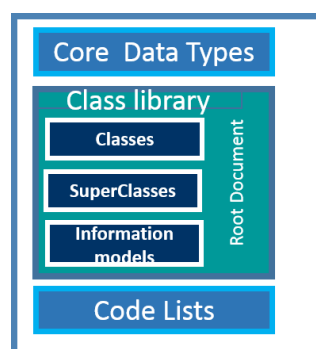 Core Data Types
Class library
Classes
SuperClasses
Information
models
Root Document
Code Lists